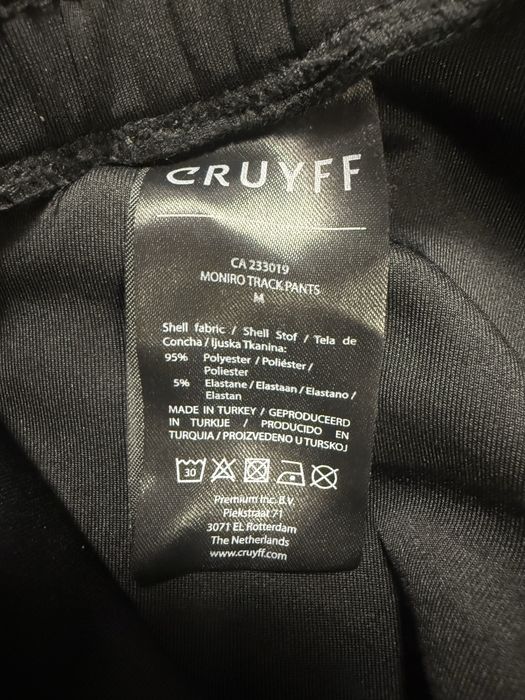 CRUYFF
CA 233019
MONIRO TRACK PANTS
M
Shell fabric / Shell Stof / Tela de
Concha / Ijuska Tkanina:
95% Polyester / Poliéster /
Poliester
5% Elastane / Elastaan / Elastano /
Elastan
MADE IN TURKEY / GEPRODUCEERD
IN TURKIJE / PRODUCIDO EN
TURQUIA / PROIZVEDENO U TURSKOJ
30
Premium Inc. B.V.
Piekstraat 71
3071 EL Rotterdam
The Netherlands
www.cruyff.com